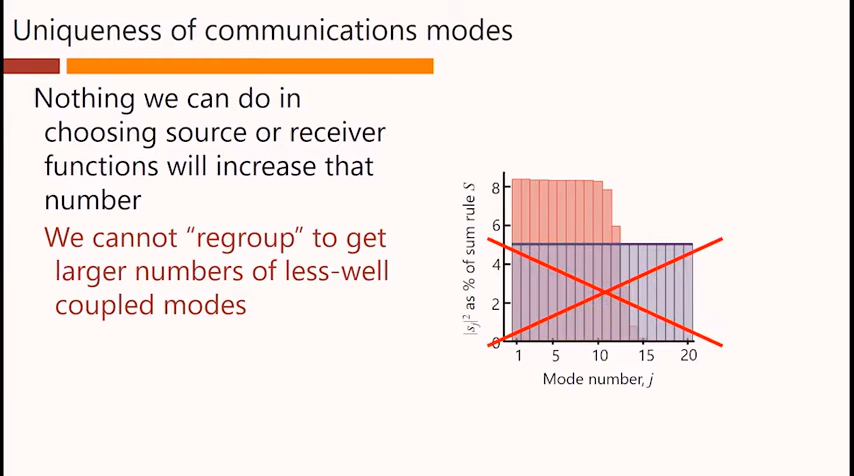 Uniqueness of communications modes
Nothing we can do in
choosing source or receiver
functions will increase that
number
We cannot “regroup” to get
larger numbers of less-well
coupled modes
|sⱼ|² as % of sum rule S
8
6
4
2
0
1 5 10 15 20
Mode number, j